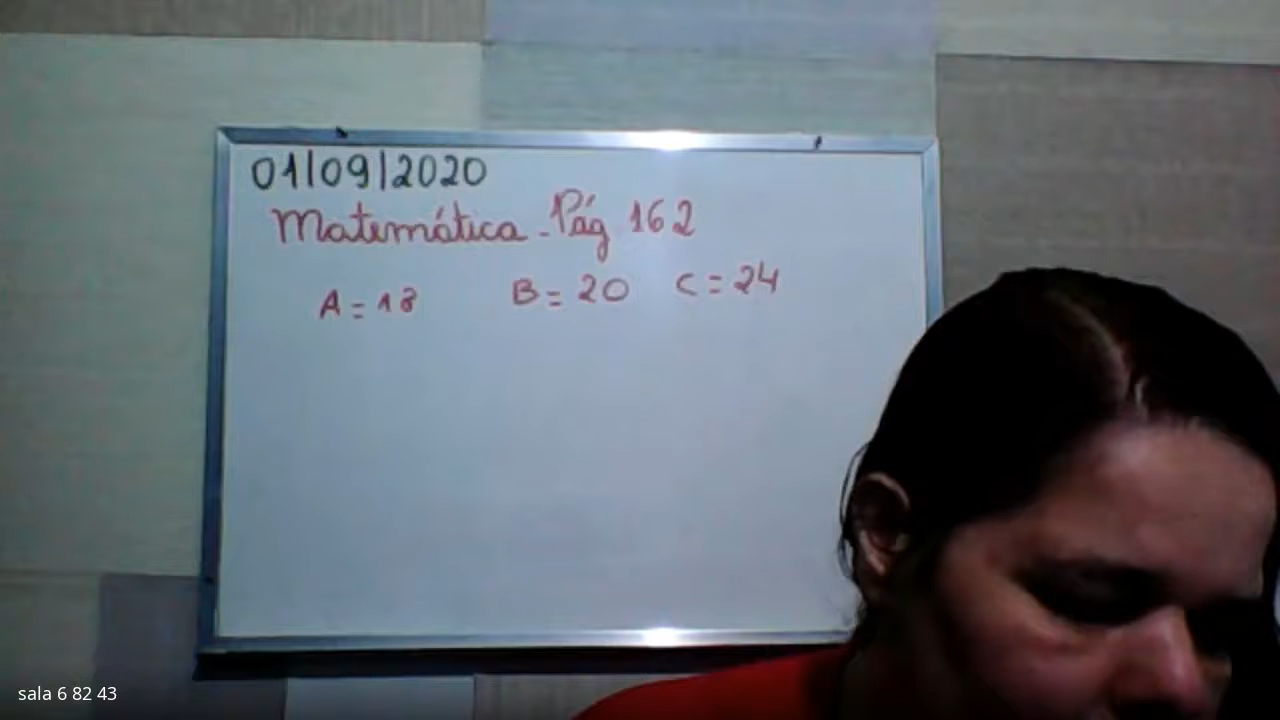 01/09/2020
Matemática - Pág 162
A = 18 B = 20 C = 24
sala 6 82 43